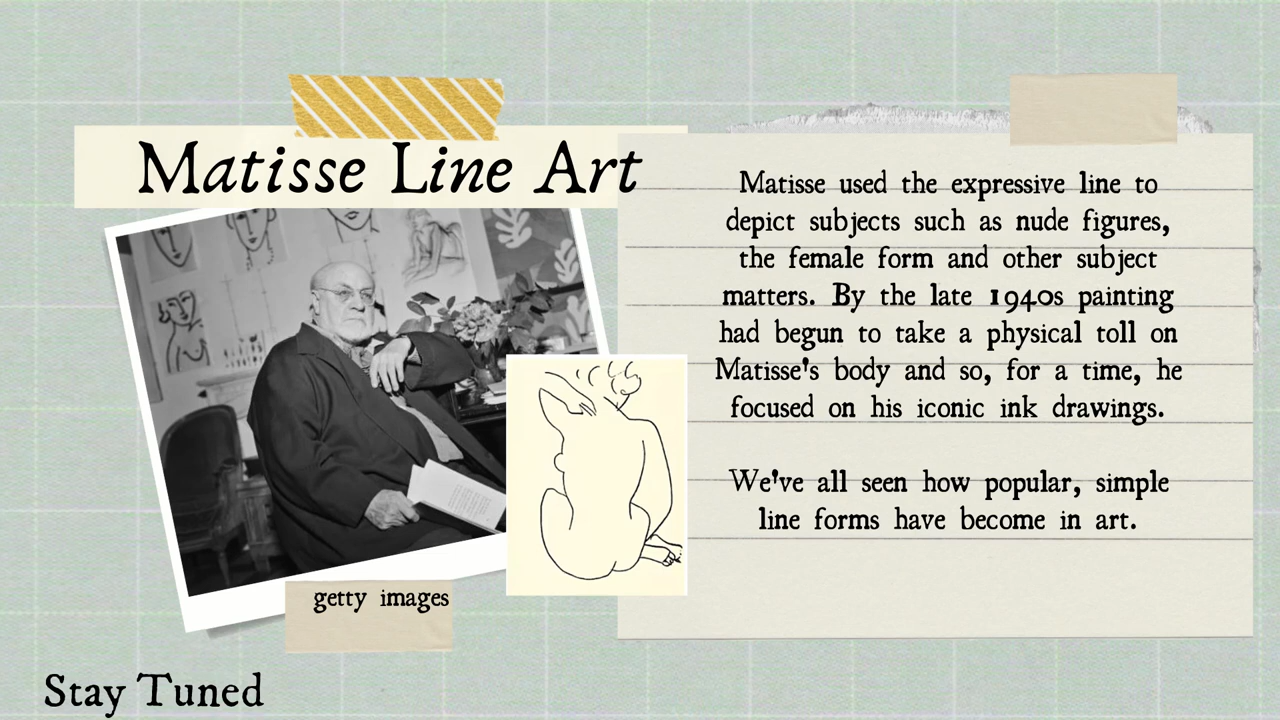 Matisse Line Art
Matisse used the expressive line to
depict subjects such as nude figures,
the female form and other subject
matters. By the late 1940s painting
had begun to take a physical toll on
Matisse's body and so, for a time, he
focused on his iconic ink drawings.
We've all seen how popular, simple
line forms have become in art.
getty images
Stay Tuned